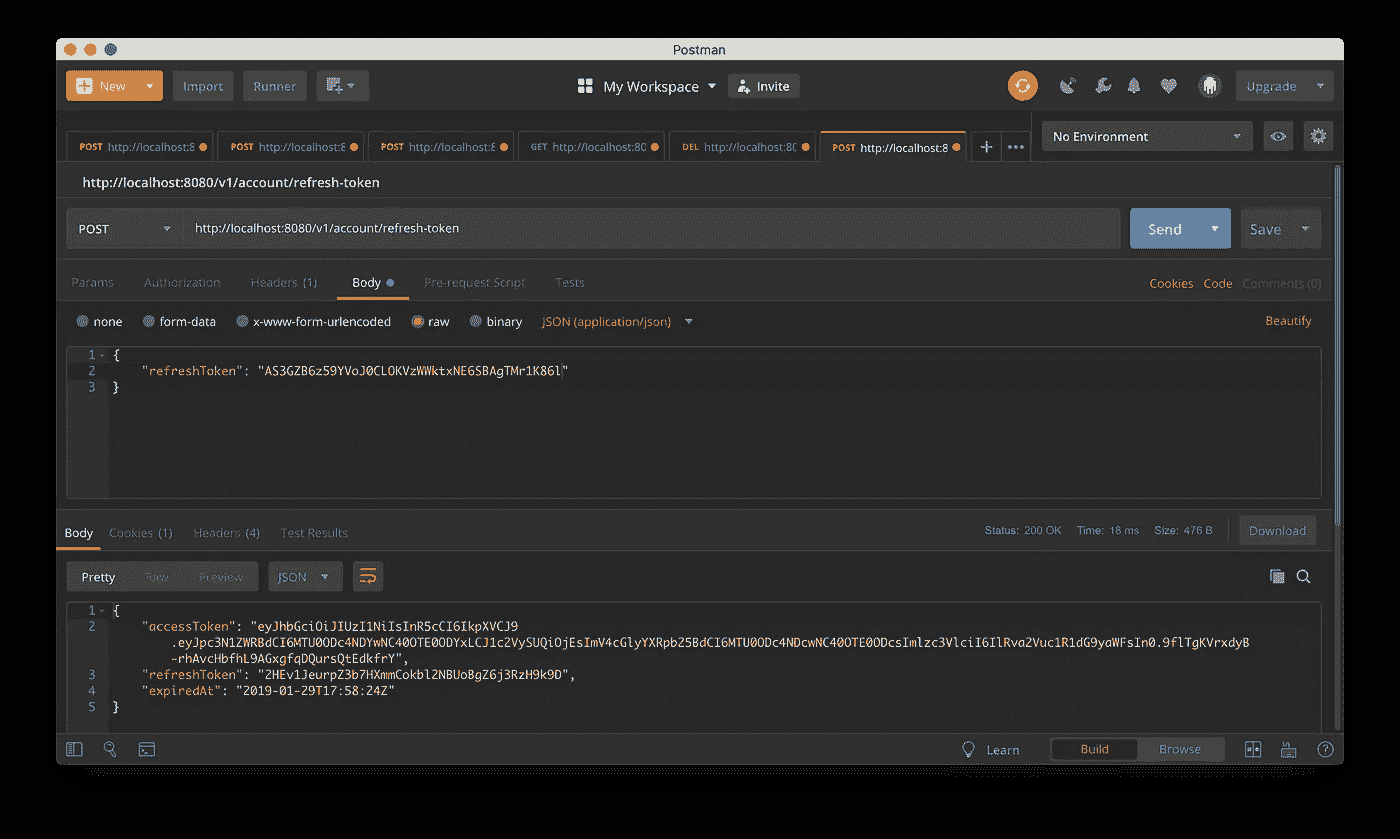 Postman
New Import Runner My Workspace Invite Upgrade
POST http://localhost:8 POST http://localhost:8 POST http://localhost:8 GET http://localhost:80 DEL http://localhost:80 POST http://localhost:8 No Environment
http://localhost:8080/v1/account/refresh-token
POST http://localhost:8080/v1/account/refresh-token Send Save
Params Authorization Headers (1) Body Pre-request Script Tests Cookies Code Comments (0)
none form-data x-www-form-urlencoded raw binary JSON (application/json) Beautify
1 {
2 "refreshToken": "AS3GZB6z59YVoJ0CLOKVzWWktxNE6SBAgTMr1K86l"
3 }
Body Cookies (1) Headers (4) Test Results Status: 200 OK Time: 18 ms Size: 476 B Download
Pretty Raw Preview JSON
1 {
2 "accessToken": "eyJhbGciOiJIUzI1NiIsInR5cCI6IkpXVCJ9
.eyJpc3N1ZWRBdCI6MTU0ODc4NDYwNC40OTE0ODYxLCJ1c2VySUQiOjEsImV4cGlyYXRpb25BdCI6MTU0ODc4NDcwNC40OTE0ODcsImlzc3VlciI6IlRva2Vuc1R1dG9yaWFsIn0.9flTgKVrxdyB
-rhAvcHbfhL9AGxgfqDQursQtEdkfrY",
3 "refreshToken": "2HEv1JeurpZ3b7HXmmCokbl2NBUoBgZ6j3RzH9k9D",
4 "expiredAt": "2019-01-29T17:58:24Z"
5 }
Learn Build Browse